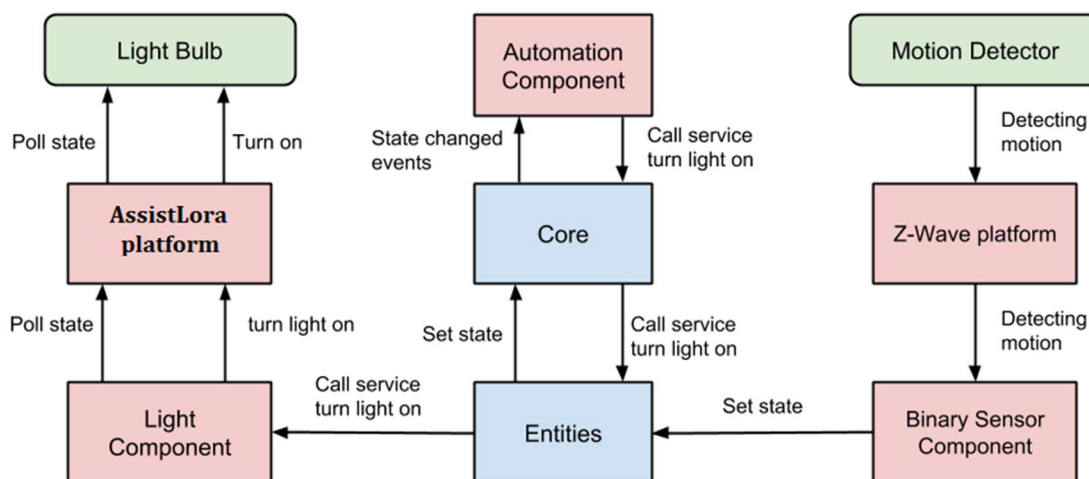 Light Bulb
Automation
Component
Motion Detector
Poll state
Turn on
State changed
events
Call service
turn light on
Detecting
motion
AssistLora
platform
Core
Z-Wave platform
Poll state
turn light on
Set state
Call service
turn light on
Detecting
motion
Call service
turn light on
Set state
Light
Component
Entities
Binary Sensor
Component